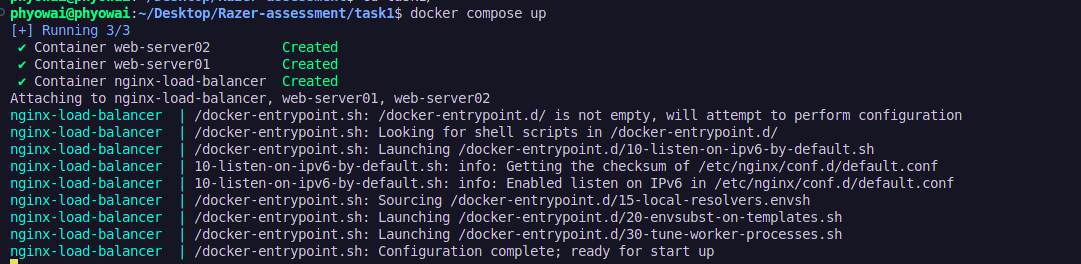 phyowai@phyowai:~/Desktop/Razer-assessment/task1$ docker compose up
[+] Running 3/3
✔ Container web-server02 Created
✔ Container web-server01 Created
✔ Container nginx-load-balancer Created
Attaching to nginx-load-balancer, web-server01, web-server02
nginx-load-balancer | /docker-entrypoint.sh: /docker-entrypoint.d/ is not empty, will attempt to perform configuration
nginx-load-balancer | /docker-entrypoint.sh: Looking for shell scripts in /docker-entrypoint.d/
nginx-load-balancer | /docker-entrypoint.sh: Launching /docker-entrypoint.d/10-listen-on-ipv6-by-default.sh
nginx-load-balancer | 10-listen-on-ipv6-by-default.sh: info: Getting the checksum of /etc/nginx/conf.d/default.conf
nginx-load-balancer | 10-listen-on-ipv6-by-default.sh: info: Enabled listen on IPv6 in /etc/nginx/conf.d/default.conf
nginx-load-balancer | /docker-entrypoint.sh: Sourcing /docker-entrypoint.d/15-local-resolvers.envsh
nginx-load-balancer | /docker-entrypoint.sh: Launching /docker-entrypoint.d/20-envsubst-on-templates.sh
nginx-load-balancer | /docker-entrypoint.sh: Launching /docker-entrypoint.d/30-tune-worker-processes.sh
nginx-load-balancer | /docker-entrypoint.sh: Configuration complete; ready for start up